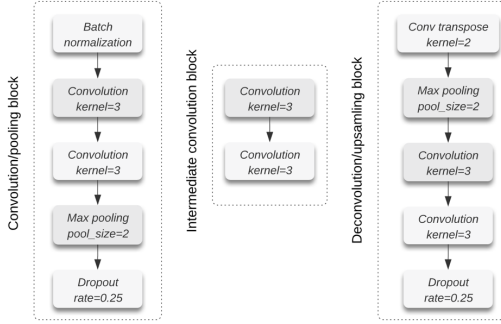 Convolution/pooling block
Batch
normalization
Convolution
kernel=3
Convolution
kernel=3
Max pooling
pool_size=2
Dropout
rate=0.25
Intermediate convolution block
Convolution
kernel=3
Convolution
kernel=3
Deconvolution/upsamling block
Conv transpose
kernel=2
Max pooling
pool_size=2
Convolution
kernel=3
Convolution
kernel=3
Dropout
rate=0.25